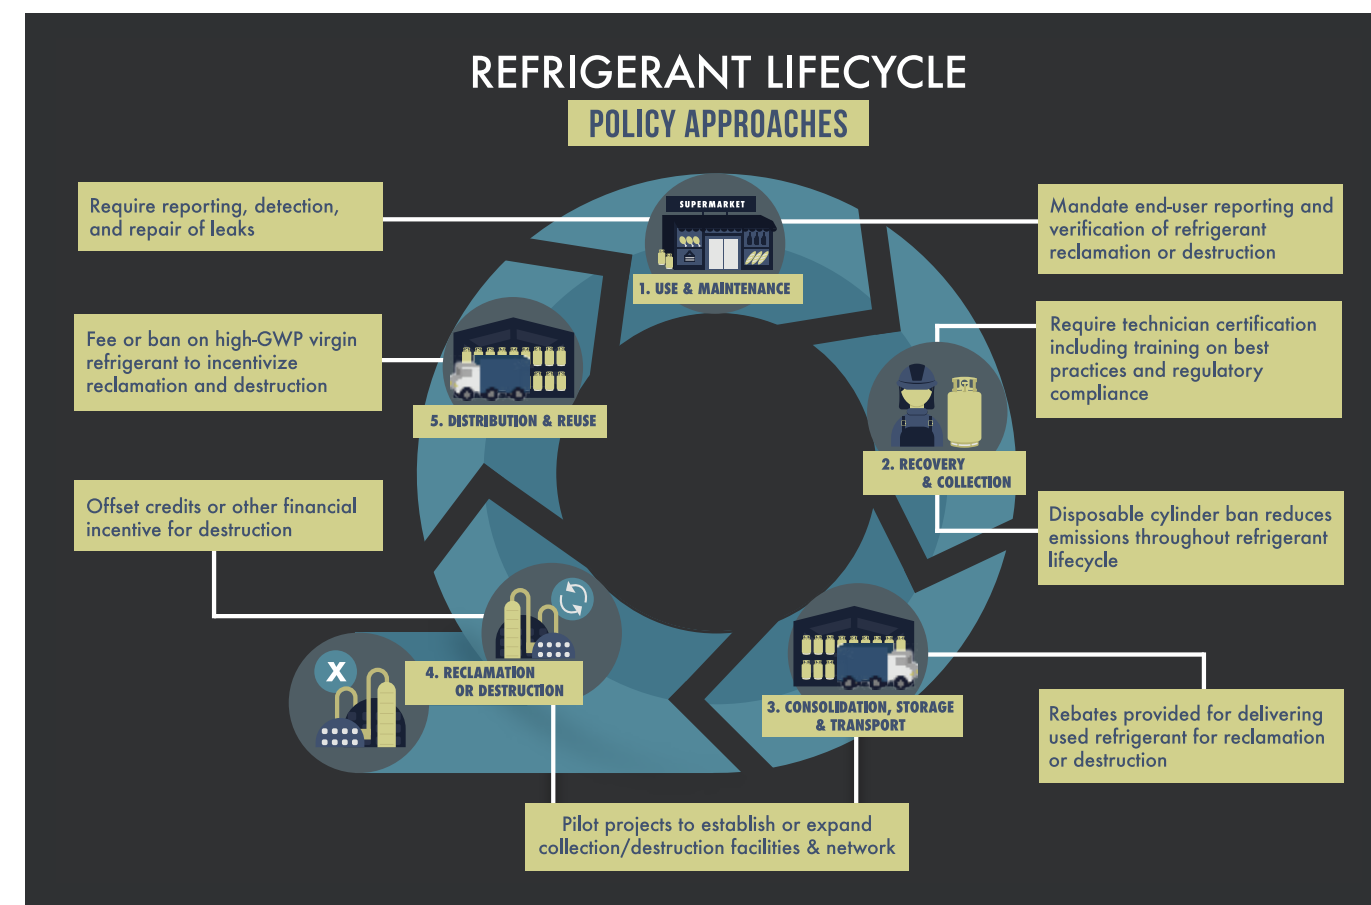 REFRIGERANT LIFECYCLE
POLICY APPROACHES
Require reporting, detection,
and repair of leaks
SUPERMARKET
1. USE & MAINTENANCE
Mandate end-user reporting and
verification of refrigerant
reclamation or destruction
Fee or ban on high-GWP virgin
refrigerant to incentivize
reclamation and destruction
5. DISTRIBUTION & REUSE
Require technician certification
including training on best
practices and regulatory
compliance
2. RECOVERY
& COLLECTION
Offset credits or other financial
incentive for destruction
Disposable cylinder ban reduces
emissions throughout refrigerant
lifecycle
X
4. RECLAMATION
OR DESTRUCTION
3. CONSOLIDATION, STORAGE
& TRANSPORT
Rebates provided for delivering
used refrigerant for reclamation
or destruction
Pilot projects to establish or expand
collection/destruction facilities & network